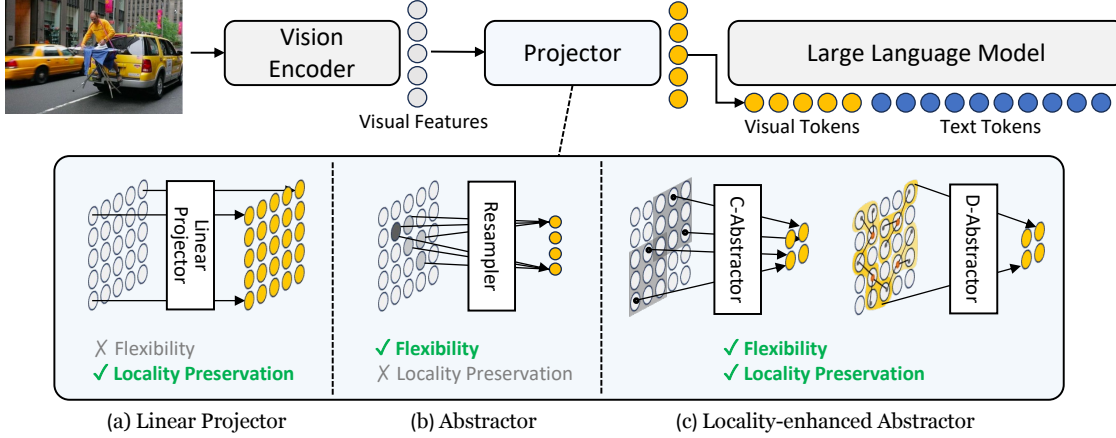 Vision
Encoder
Projector
Large Language Model
Visual Features
Visual Tokens
Text Tokens
Linear
Projector
✗ Flexibility
✓ Locality Preservation
(a) Linear Projector
Resampler
✓ Flexibility
✗ Locality Preservation
(b) Abstractor
C-Abstractor
D-Abstractor
✓ Flexibility
✓ Locality Preservation
(c) Locality-enhanced Abstractor